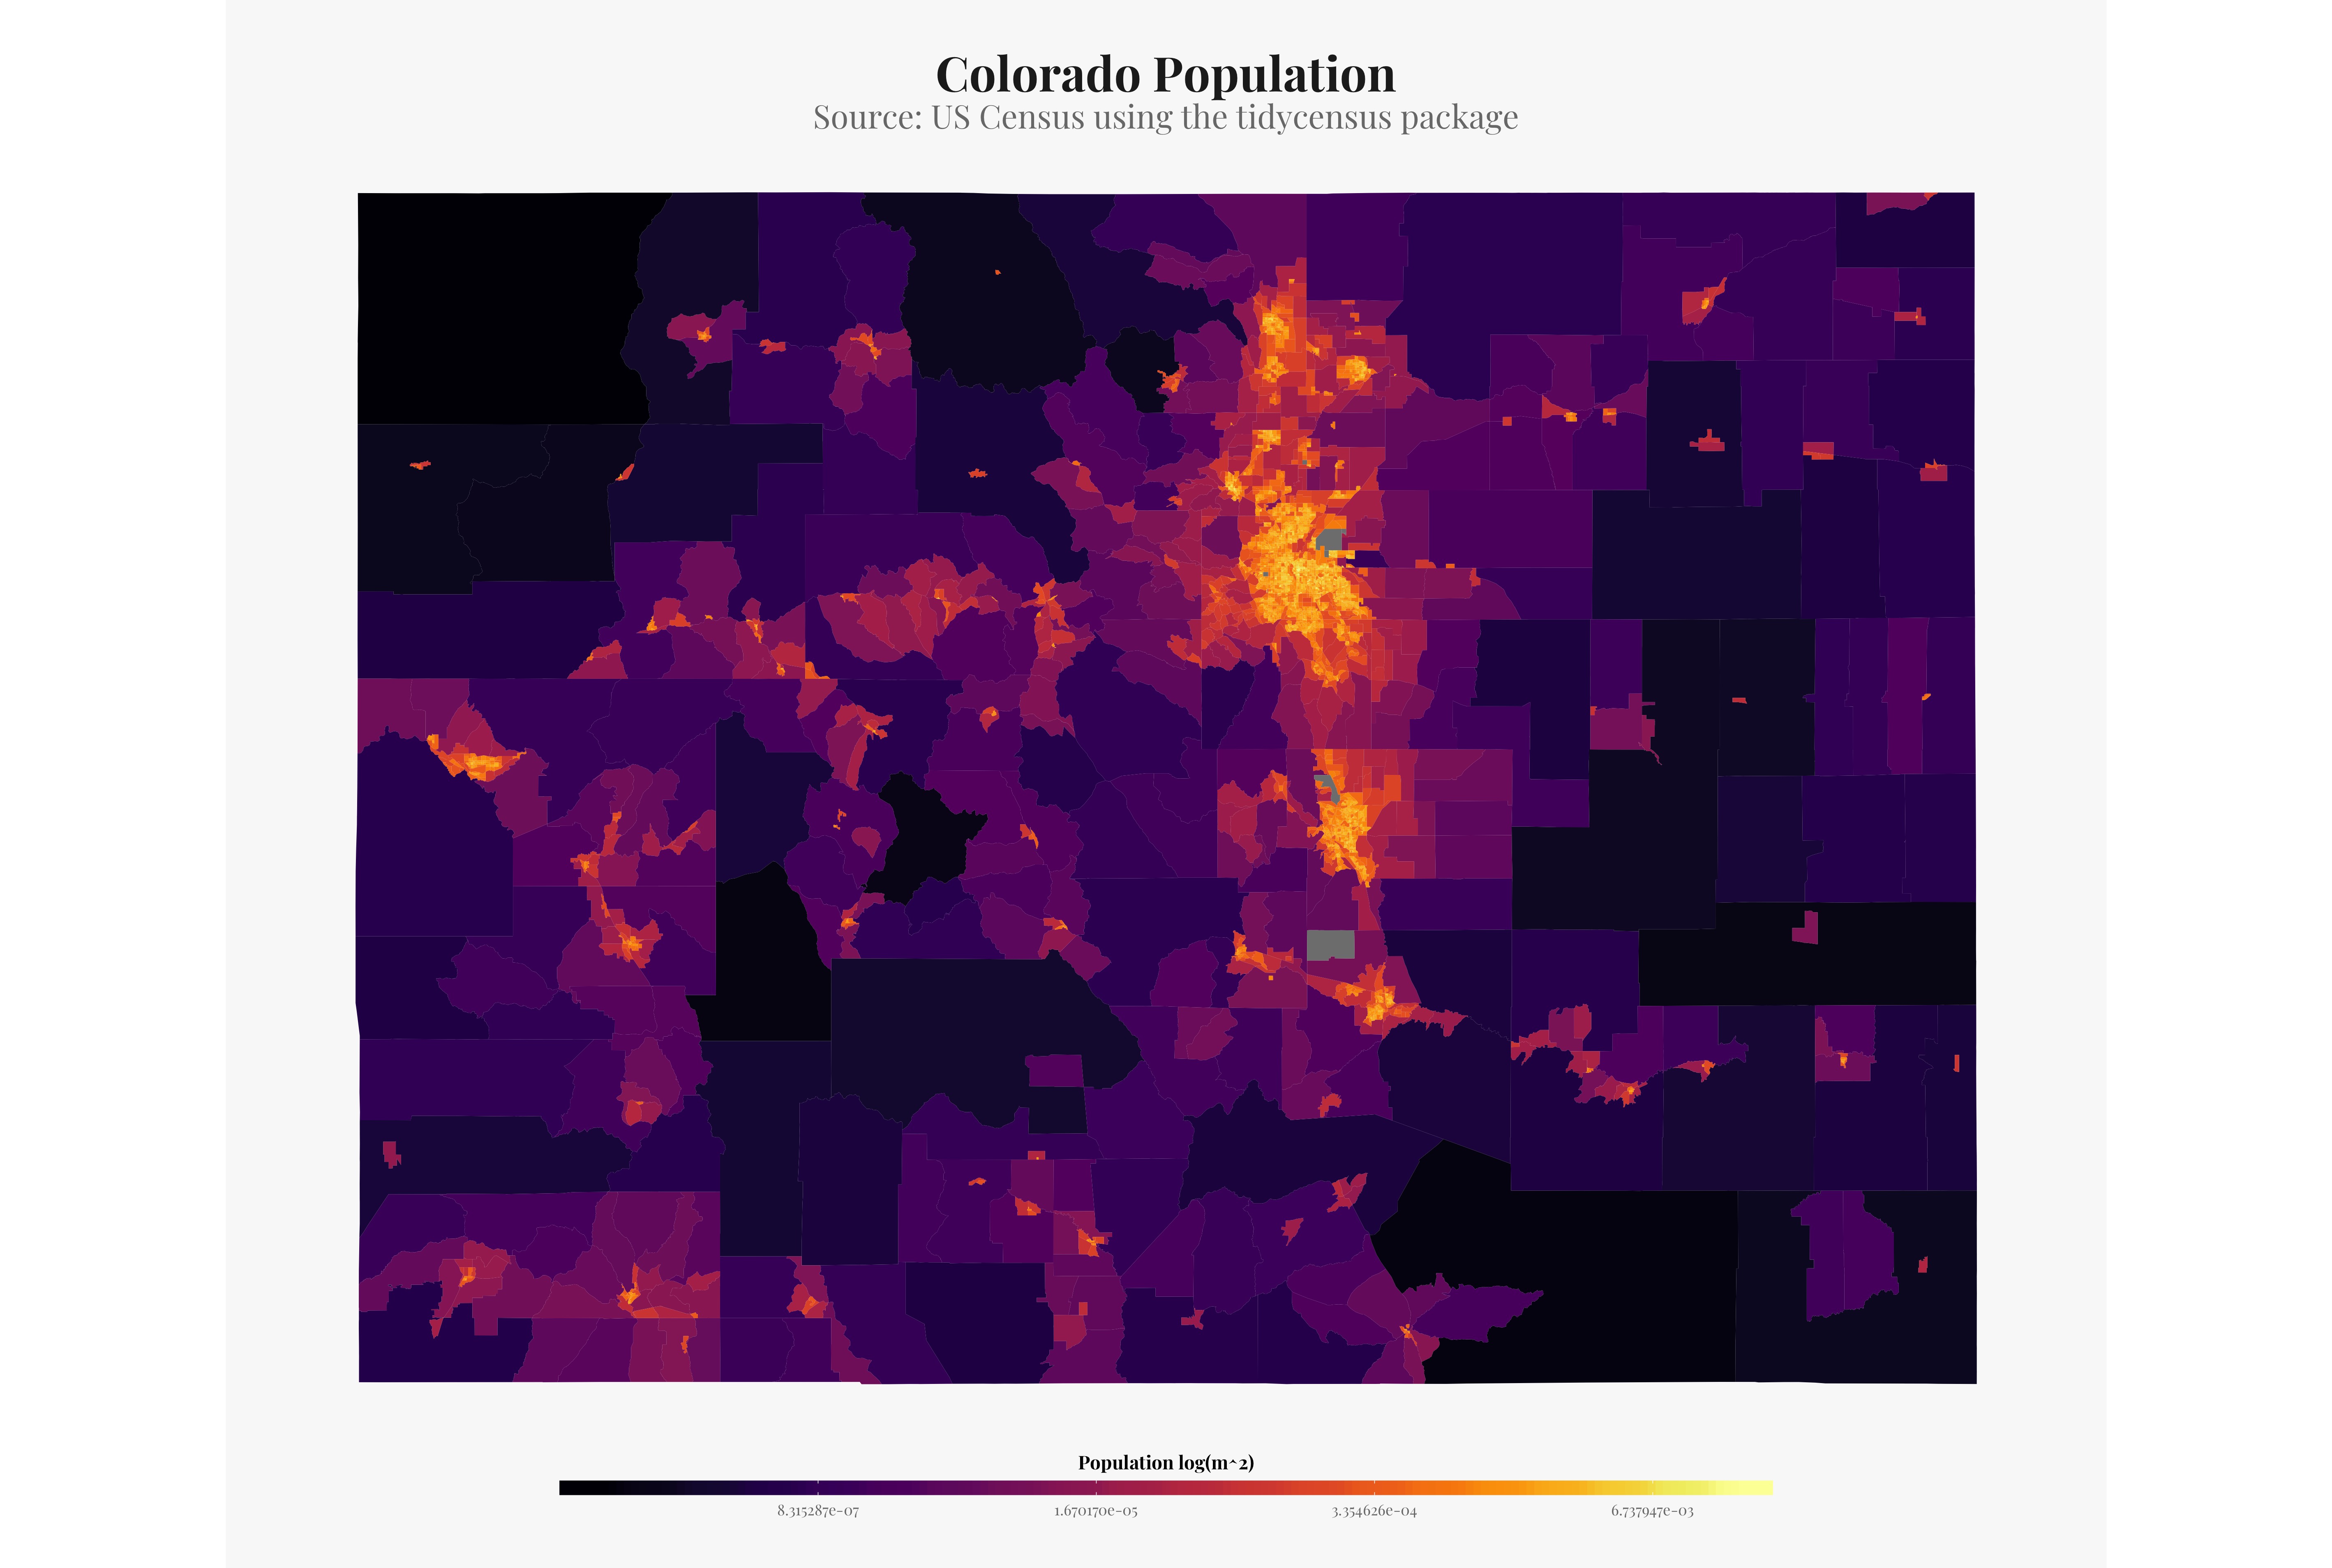 Colorado Population
Source: US Census using the tidycensus package
Population log(m^2)
8.315287e-07 1.670170e-05 3.354626e-04 6.737947e-03